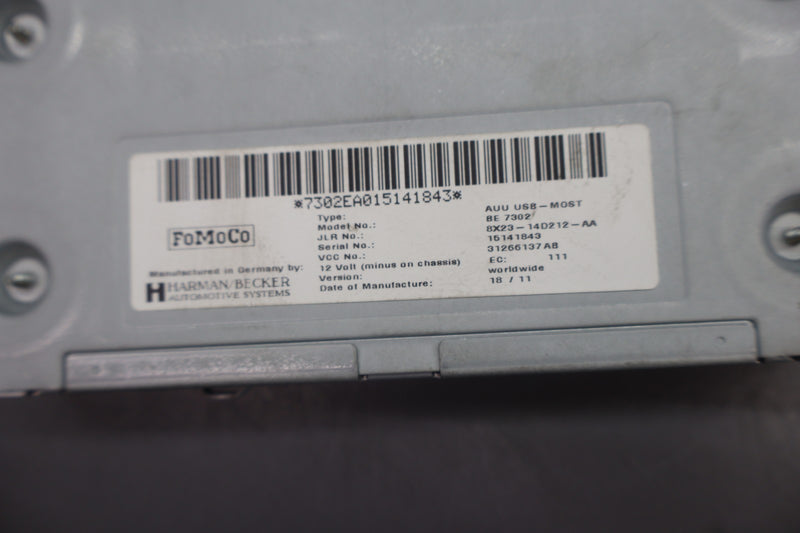 *7302EA015141843*
FoMoCo
Type: AUU USB-MOST
Model No.: BE 7302
JLR No.: 8X23-14D212-AA
Serial No.: 15141843
VCC No.: 31266137AB
12 Volt (minus on chassis) EC: 111
Version: worldwide
Date of Manufacture: 18 / 11
Manufactured in Germany by:
HARMAN/BECKER
AUTOMOTIVE SYSTEMS